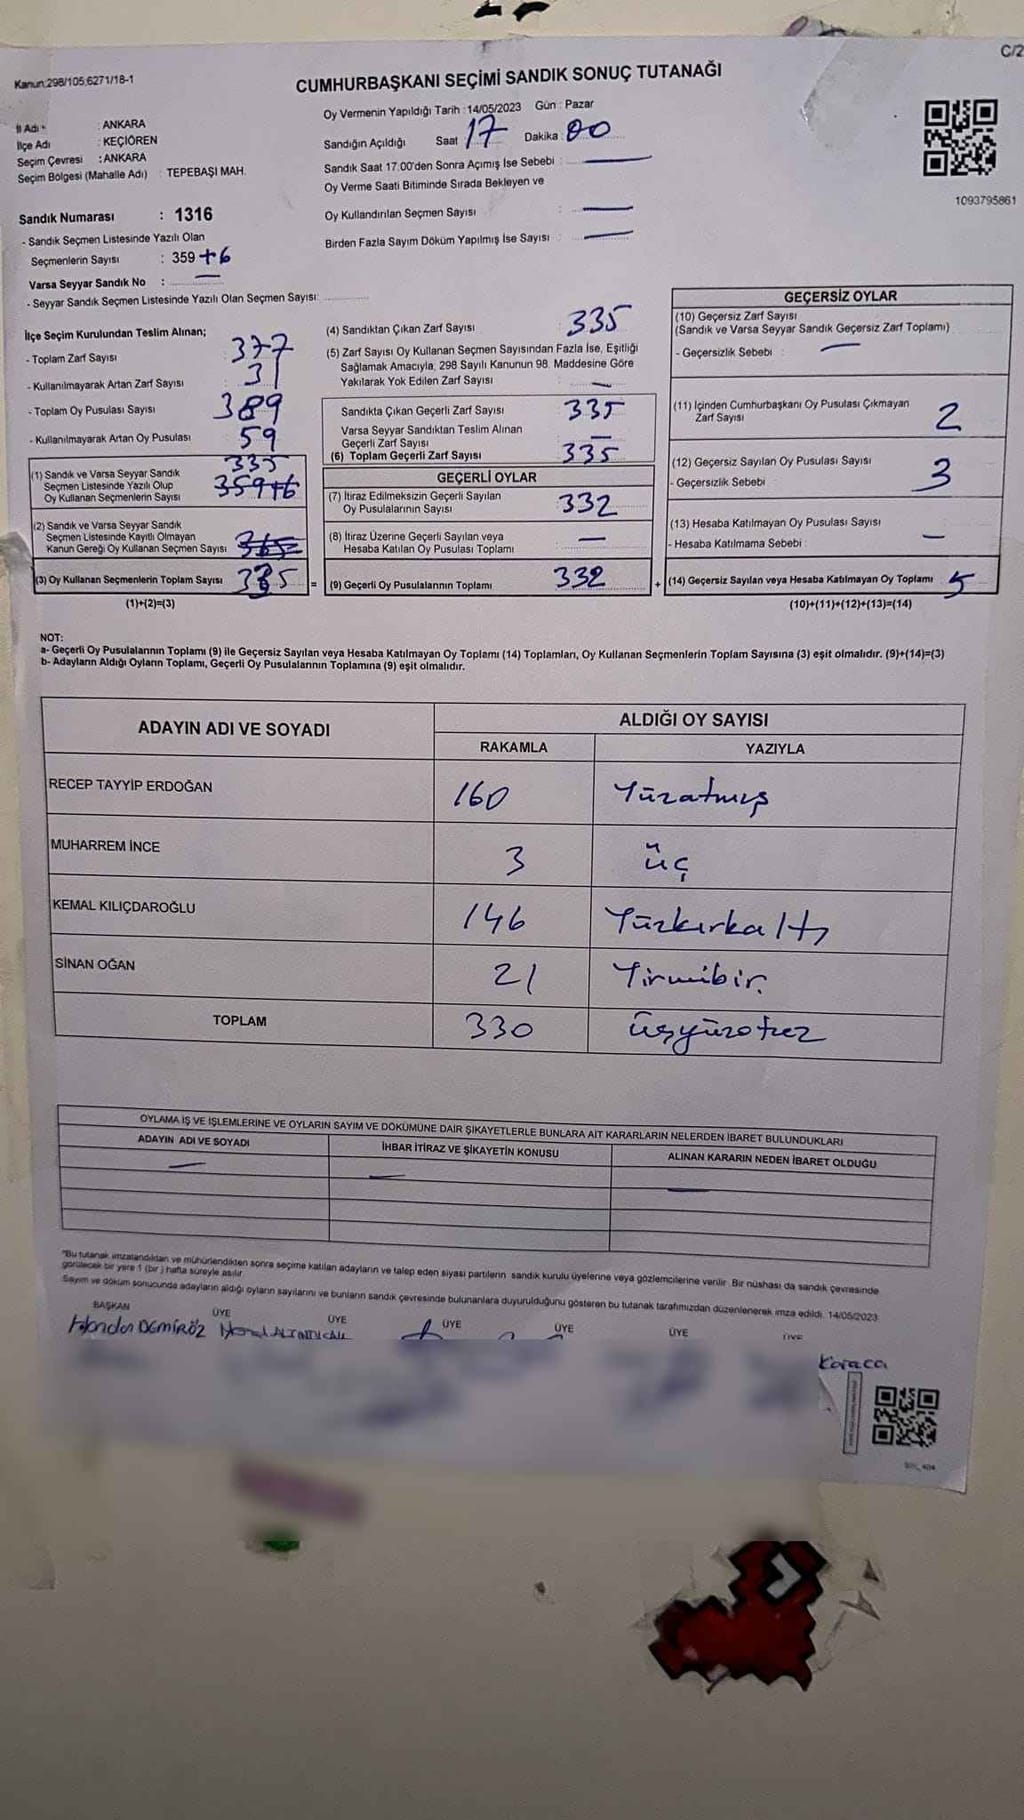 C/2
Kanun:298/105,6271/18-1
CUMHURBAŞKANI SEÇİMİ SANDIK SONUÇ TUTANAĞI
İl Adı : ANKARA
İlçe Adı : KEÇİÖREN
Seçim Çevresi : ANKARA
Seçim Bölgesi (Mahalle Adı) : TEPEBAŞI MAH.
Sandık Numarası : 1316
- Sandık Seçmen Listesinde Yazılı Olan
Seçmenlerin Sayısı : 359 +6
Varsa Seyyar Sandık No : —
- Seyyar Sandık Seçmen Listesinde Yazılı Olan Seçmen Sayısı:
Oy Vermenin Yapıldığı Tarih : 14/05/2023 Gün : Pazar
Sandığın Açıldığı Saat 17 Dakika 00
Sandık Saat 17.00'den Sonra Açımış İse Sebebi : —
Oy Verme Saati Bitiminde Sırada Bekleyen ve
Oy Kullandırılan Seçmen Sayısı : —
Birden Fazla Sayım Döküm Yapılmış İse Sayısı : —
1093795861
İlçe Seçim Kurulundan Teslim Alınan;
- Toplam Zarf Sayısı 377
- Kullanılmayarak Artan Zarf Sayısı 31
- Toplam Oy Pusulası Sayısı 389
- Kullanılmayarak Artan Oy Pusulası 59
335
(1) Sandık ve Varsa Seyyar Sandık
Seçmen Listesinde Yazılı Olup
Oy Kullanan Seçmenlerin Sayısı 359+6
(2) Sandık ve Varsa Seyyar Sandık
Seçmen Listesinde Kayıtlı Olmayan
Kanun Gereği Oy Kullanan Seçmen Sayısı 365
(3) Oy Kullanan Seçmenlerin Toplam Sayısı 335 =
(1)+(2)=(3)
(4) Sandıktan Çıkan Zarf Sayısı 335
(5) Zarf Sayısı Oy Kullanan Seçmen Sayısından Fazla İse, Eşitliği
Sağlamak Amacıyla, 298 Sayılı Kanunun 98. Maddesine Göre
Yakılarak Yok Edilen Zarf Sayısı —
Sandıkta Çıkan Geçerli Zarf Sayısı 335
Varsa Seyyar Sandıktan Teslim Alınan
Geçerli Zarf Sayısı —
(6) Toplam Geçerli Zarf Sayısı 335
GEÇERLİ OYLAR
(7) İtiraz Edilmeksizin Geçerli Sayılan
Oy Pusulalarının Sayısı 332
(8) İtiraz Üzerine Geçerli Sayılan veya
Hesaba Katılan Oy Pusulası Toplamı —
(9) Geçerli Oy Pusulalarının Toplamı 332 +
GEÇERSİZ OYLAR
(10) Geçersiz Zarf Sayısı
(Sandık ve Varsa Seyyar Sandık Geçersiz Zarf Toplamı)
- Geçersizlik Sebebi : —
(11) İçinden Cumhurbaşkanı Oy Pusulası Çıkmayan
Zarf Sayısı 2
(12) Geçersiz Sayılan Oy Pusulası Sayısı
- Geçersizlik Sebebi 3
(13) Hesaba Katılmayan Oy Pusulası Sayısı
- Hesaba Katılmama Sebebi : —
(14) Geçersiz Sayılan veya Hesaba Katılmayan Oy Toplamı 5
(10)+(11)+(12)+(13)=(14)
NOT:
a- Geçerli Oy Pusulalarının Toplamı (9) ile Geçersiz Sayılan veya Hesaba Katılmayan Oy Toplamı (14) Toplamları, Oy Kullanan Seçmenlerin Toplam Sayısına (3) eşit olmalıdır. (9)+(14)=(3)
b- Adayların Aldığı Oyların Toplamı, Geçerli Oy Pusulalarının Toplamına (9) eşit olmalıdır.
ADAYIN ADI VE SOYADI ALDIĞI OY SAYISI
RAKAMLA YAZIYLA
RECEP TAYYİP ERDOĞAN 160 Yüzatmış
MUHARREM İNCE 3 üç
KEMAL KILIÇDAROĞLU 146 Yüzkırkaltı
SİNAN OĞAN 21 Yirmibir.
TOPLAM 330 üçyüzotuz
OYLAMA İŞ VE İŞLEMLERİNE VE OYLARIN SAYIM VE DÖKÜMÜNE DAİR ŞİKAYETLERLE BUNLARA AİT KARARLARIN NELERDEN İBARET BULUNDUKLARI
ADAYIN ADI VE SOYADI İHBAR İTİRAZ VE ŞİKAYETİN KONUSU ALINAN KARARIN NEDEN İBARET OLDUĞU
— — —
"Bu tutanak imzalandıktan ve mühürlendikten sonra seçime katılan adayların ve talep eden siyasi partilerin sandık kurulu üyelerine veya gözlemcilerine verilir. Bir nüshası da sandık çevresinde
görülecek bir yere 1 (bir) hafta süreyle asılır.
Sayım ve döküm sonucunda adayların aldığı oyların sayılarını ve bunların sandık çevresinde bulunanlara duyurulduğunu gösteren bu tutanak tarafımızdan düzenlenerek imza edildi. 14/05/2023
BAŞKAN ÜYE ÜYE ÜYE ÜYE ÜYE ÜYE
DEMİRÖZ
Karaca